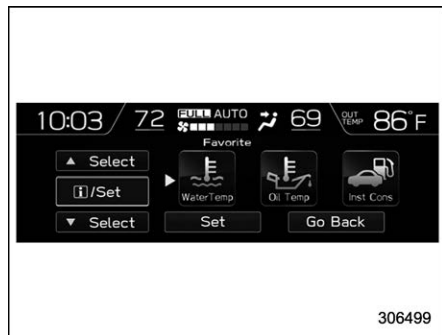 10:03 72 FULL AUTO 69 OUT TEMP 86°F
Favorite
▲ Select
i/Set
▼ Select
WaterTemp Oil Temp Inst Cons
Set Go Back
306499